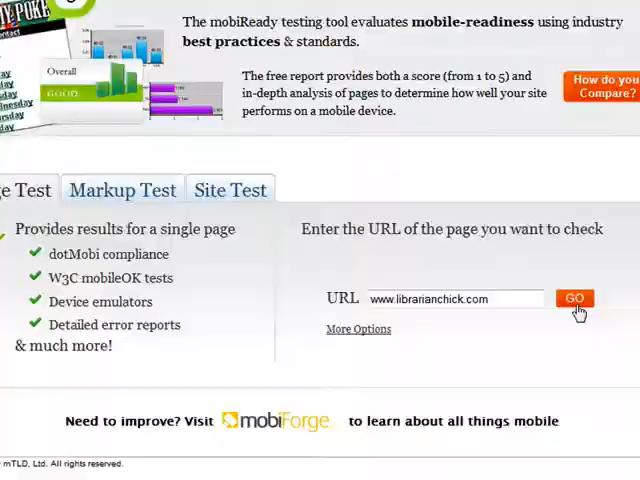 Y POKE
contact
The mobiReady testing tool evaluates mobile-readiness using industry
best practices & standards.
Overall
GOOD
The free report provides both a score (from 1 to 5) and
in-depth analysis of pages to determine how well your site
performs on a mobile device.
How do you
Compare?
e Test
Markup Test
Site Test
Provides results for a single page
dotMobi compliance
W3C mobileOK tests
Device emulators
Detailed error reports
& much more!
Enter the URL of the page you want to check
URL
www.librarianchick.com
GO
More Options
Need to improve? Visit mobiForge to learn about all things mobile
mTLD, Ltd. All rights reserved.